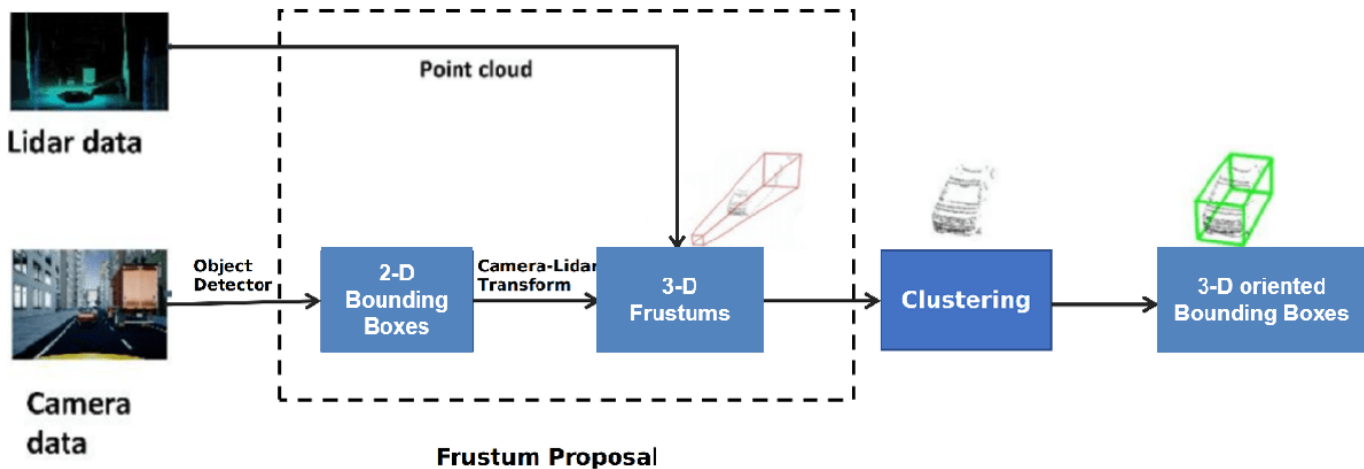 Point cloud
Lidar data
Object
Detector
2-D
Bounding
Boxes
Camera-Lidar
Transform
3-D
Frustums
Clustering
3-D oriented
Bounding Boxes
Camera
data
Frustum Proposal